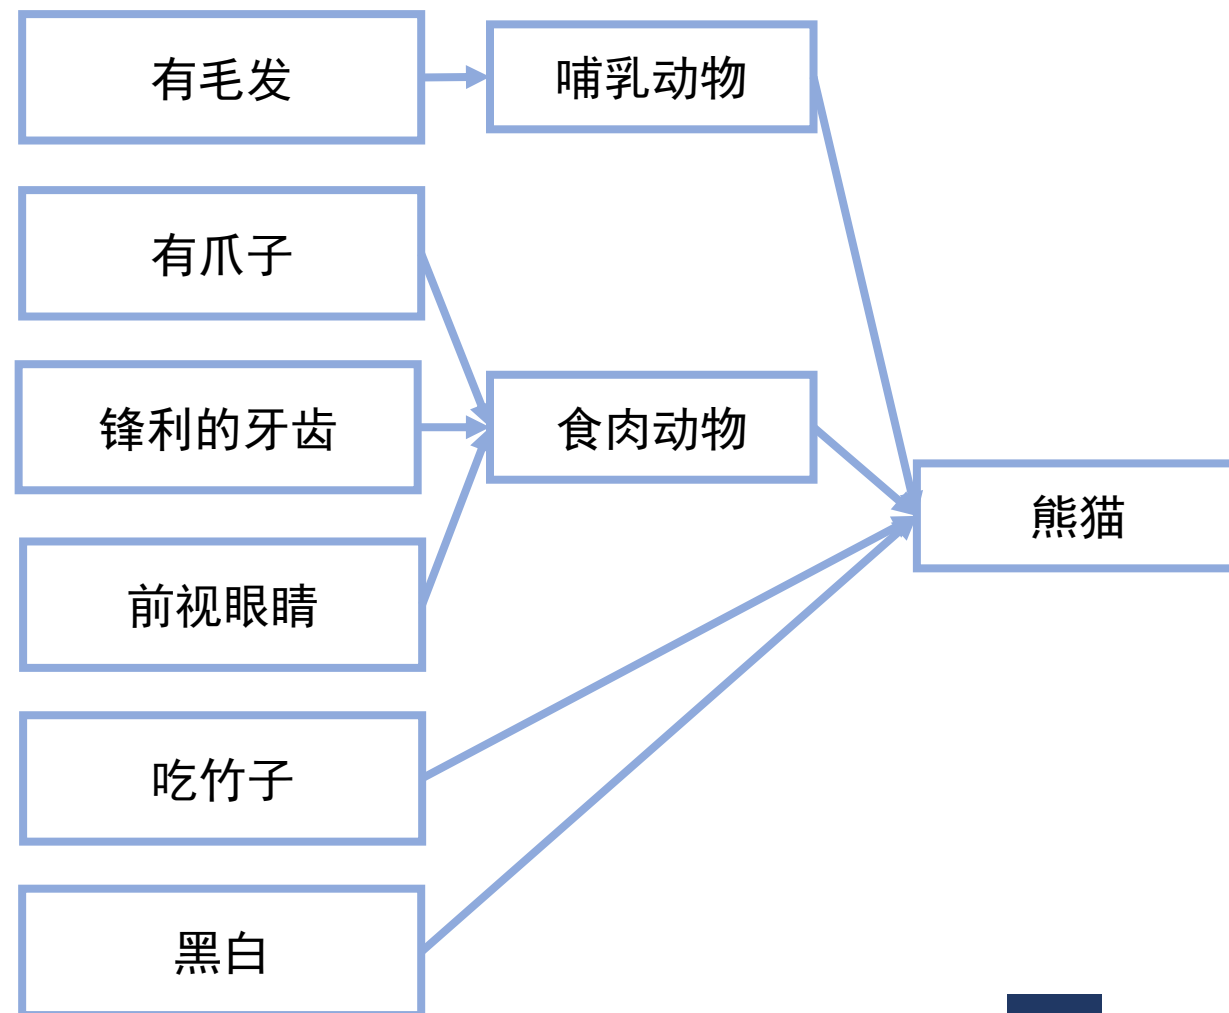 有毛发
哺乳动物
有爪子
锋利的牙齿
食肉动物
前视眼睛
熊猫
吃竹子
黑白